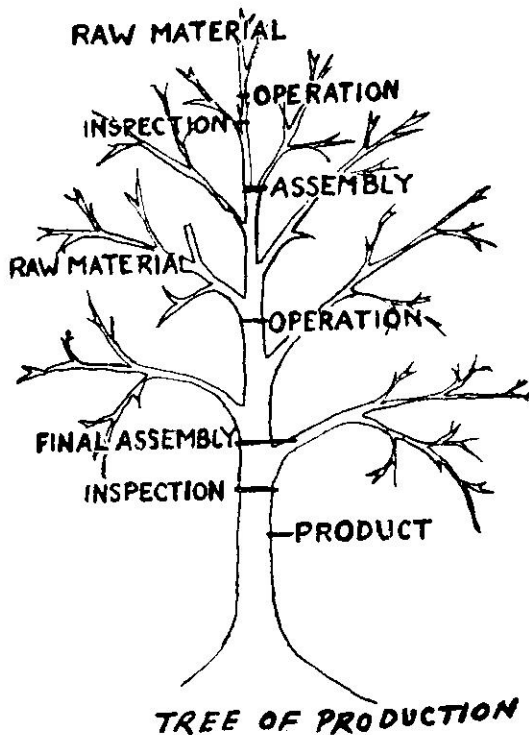 RAW MATERIAL
OPERATION
INSPECTION
ASSEMBLY
RAW MATERIAL
OPERATION
FINAL ASSEMBLY
INSPECTION
PRODUCT
TREE OF PRODUCTION